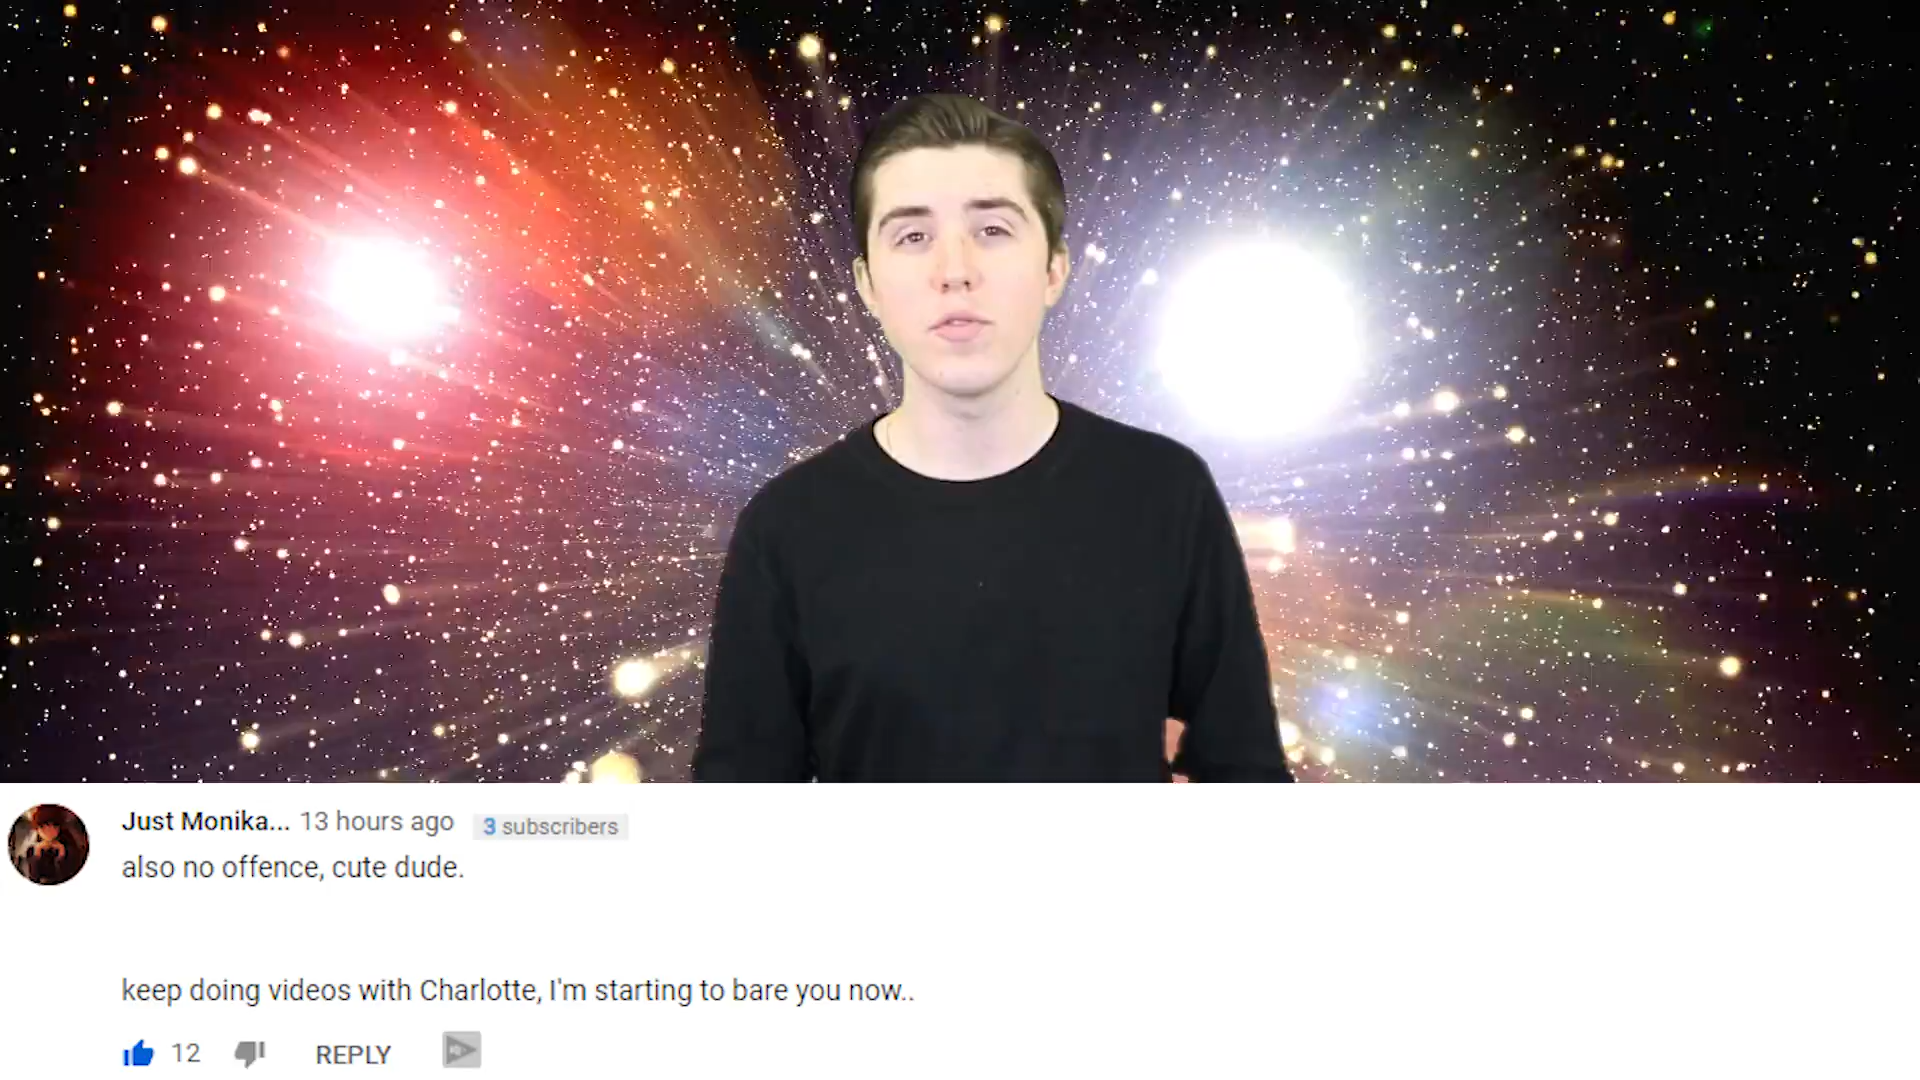 Just Monika... 13 hours ago 3 subscribers
also no offence, cute dude.
keep doing videos with Charlotte, I'm starting to bare you now..
12 REPLY